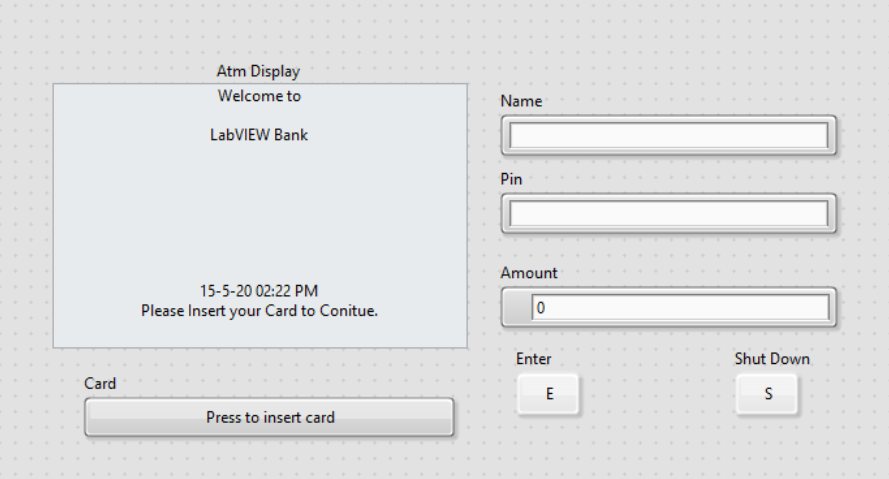 Atm Display
Welcome to
LabVIEW Bank
15-5-20 02:22 PM
Please Insert your Card to Conitue.
Card
Press to insert card
Name
Pin
Amount
0
Enter
E
Shut Down
S